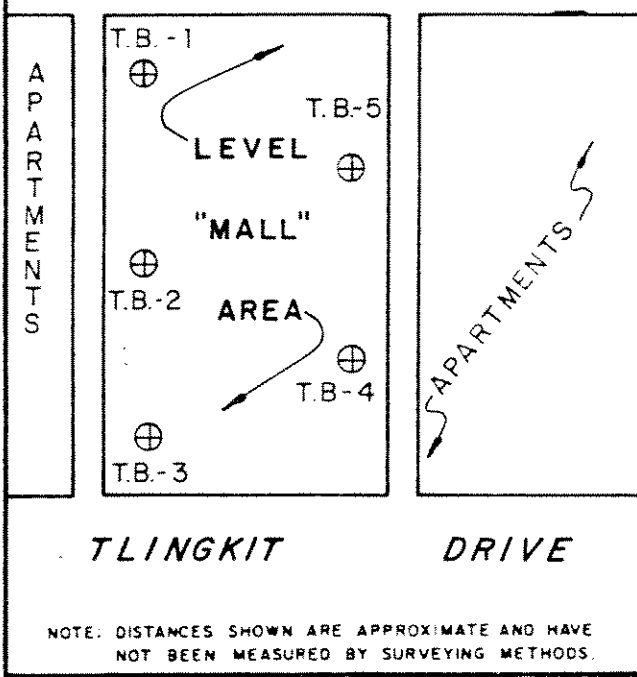 T.B.-1
APARTMENTS
T.B.-5
LEVEL
"MALL"
T.B.-2
AREA
T.B-4
APARTMENTS
T.B.-3
TLINGKIT DRIVE
NOTE: DISTANCES SHOWN ARE APPROXIMATE AND HAVE
NOT BEEN MEASURED BY SURVEYING METHODS.